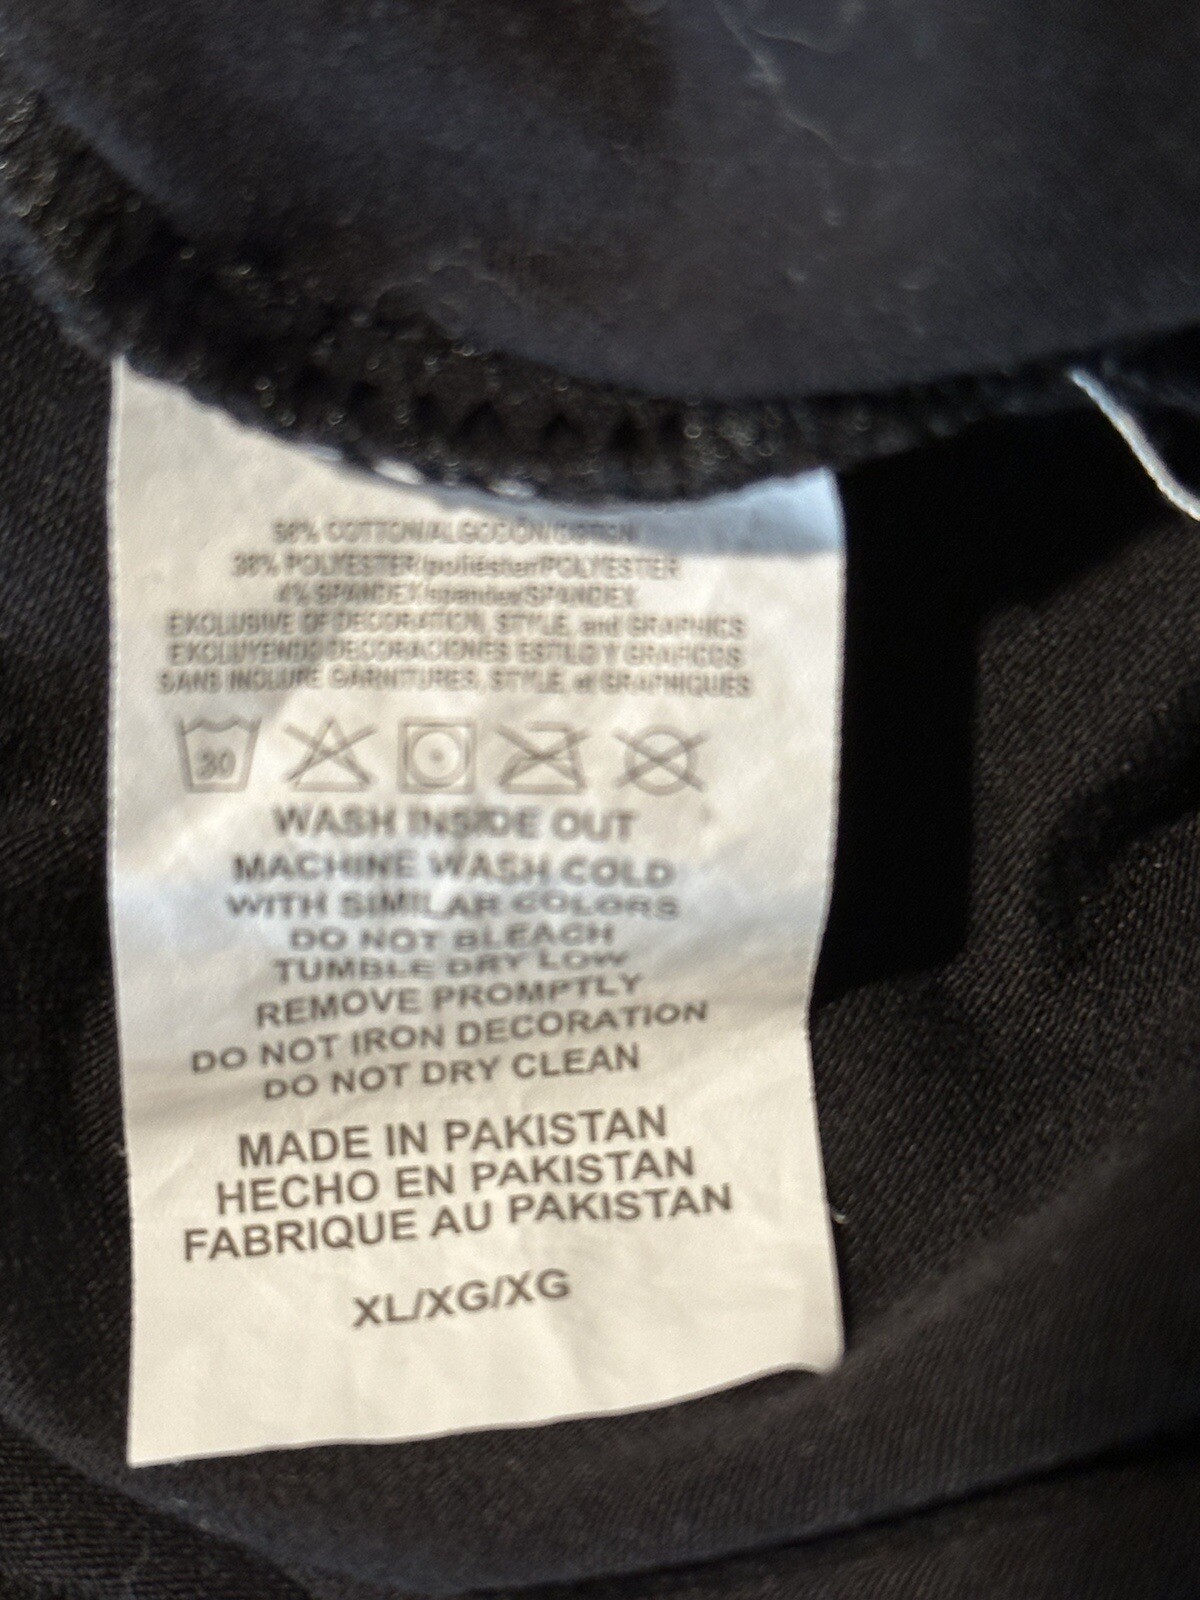 58% COTTON/ALGODÓN/COTON
38% POLYESTER/poliéster/POLYESTER
4% SPANDEX/spandex/SPANDEX
EXCLUSIVE OF DECORATION, STYLE, and GRAPHICS
EXCLUYENDO DECORACIONES ESTILO Y GRAFICOS
SANS INCLURE GARNITURES, STYLE, et GRAPHIQUES
30
WASH INSIDE OUT
MACHINE WASH COLD
WITH SIMILAR COLORS
DO NOT BLEACH
TUMBLE DRY LOW
REMOVE PROMPTLY
DO NOT IRON DECORATION
DO NOT DRY CLEAN
MADE IN PAKISTAN
HECHO EN PAKISTAN
FABRIQUE AU PAKISTAN
XL/XG/XG